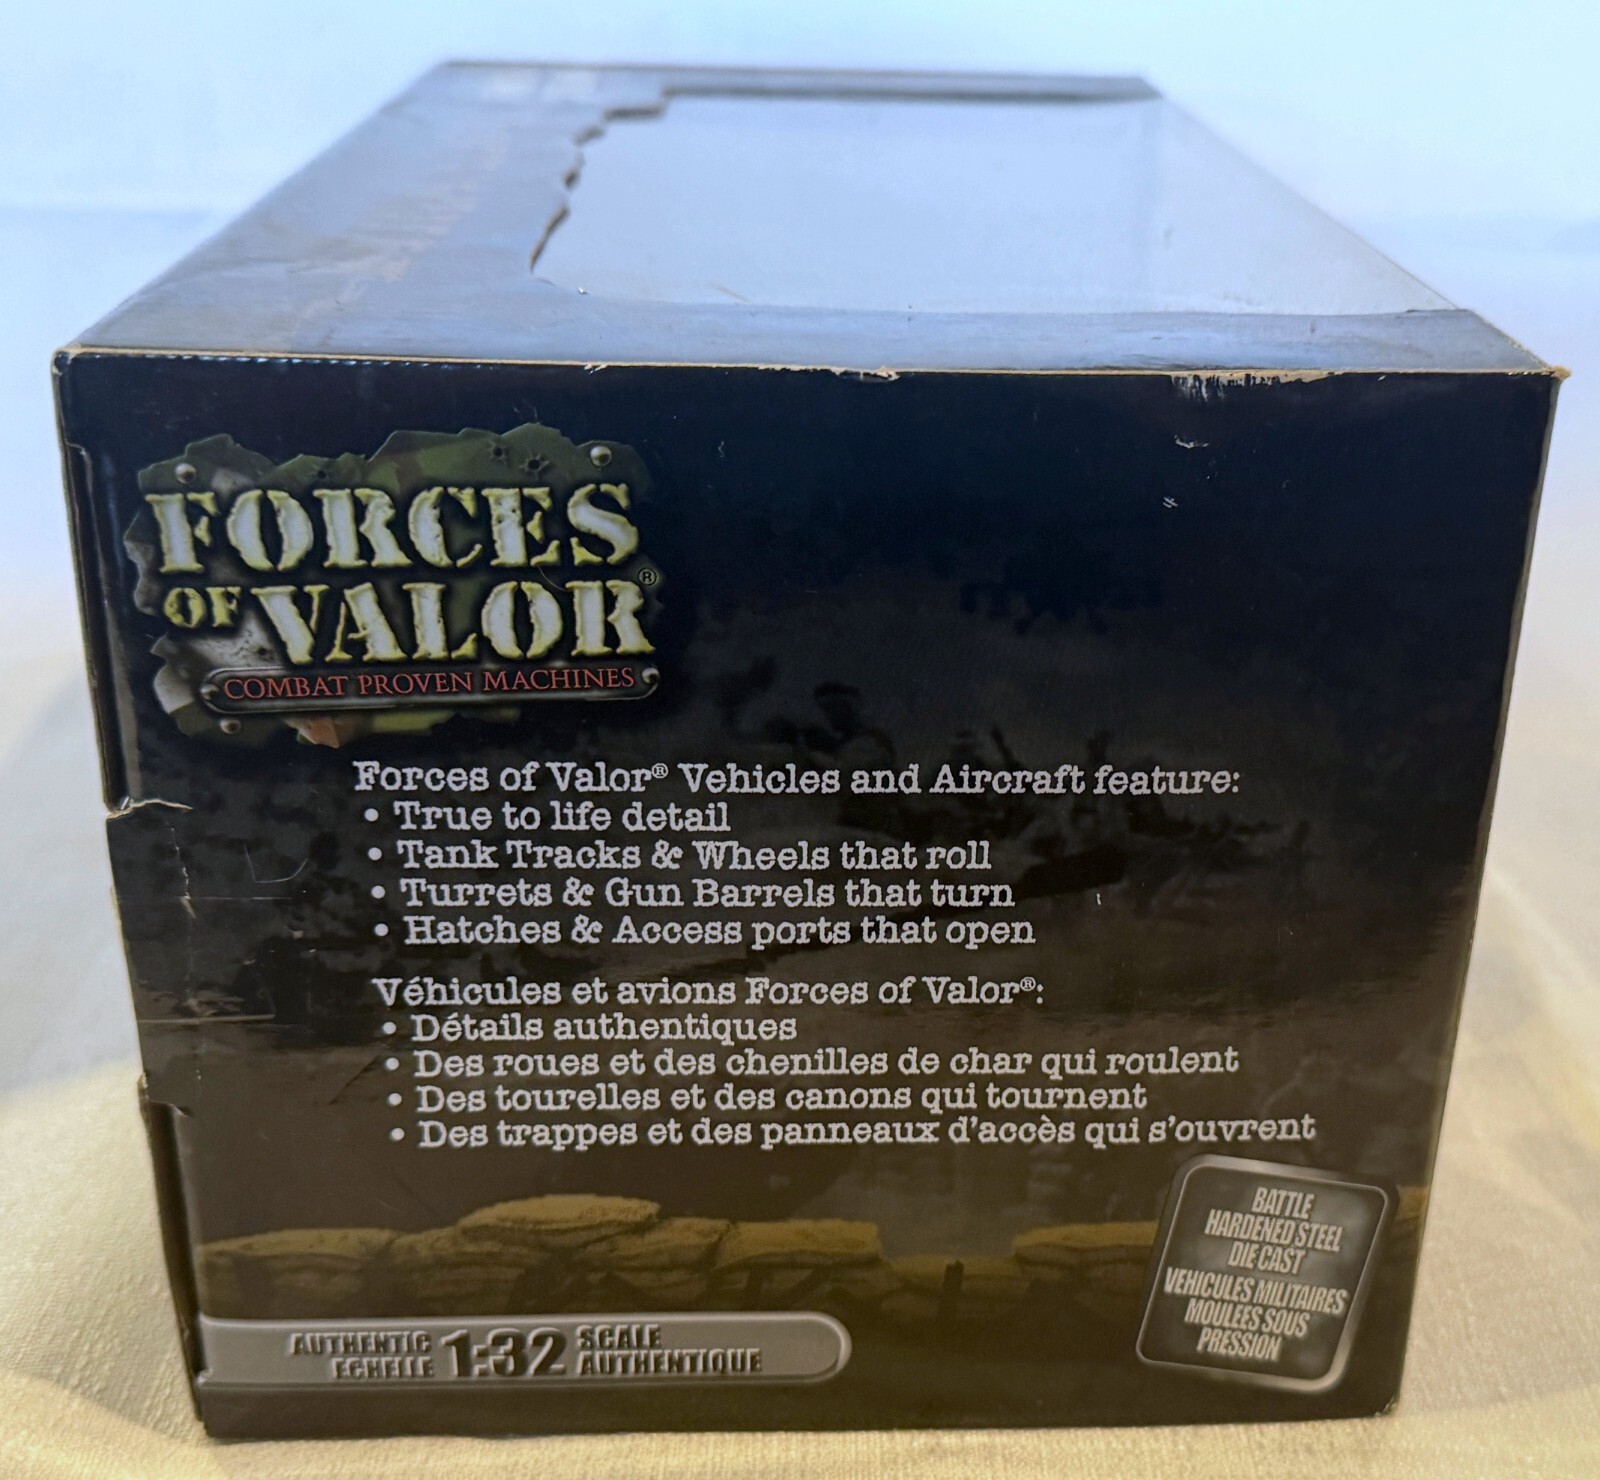 FORCES
OF VALOR®
COMBAT PROVEN MACHINES
Forces of Valor® Vehicles and Aircraft feature:
• True to life detail
• Tank Tracks & Wheels that roll
• Turrets & Gun Barrels that turn
• Hatches & Access ports that open
Véhicules et avions Forces of Valor®:
• Détails authentiques
• Des roues et des chenilles de char qui roulent
• Des tourelles et des canons qui tournent
• Des trappes et des panneaux d'accès qui s'ouvrent
BATTLE
HARDENED STEEL
DIE CAST
VEHICULES MILITAIRES
MOULEES SOUS
PRESSION
AUTHENTIC 1:32 SCALE
ECHELLE AUTHENTIQUE